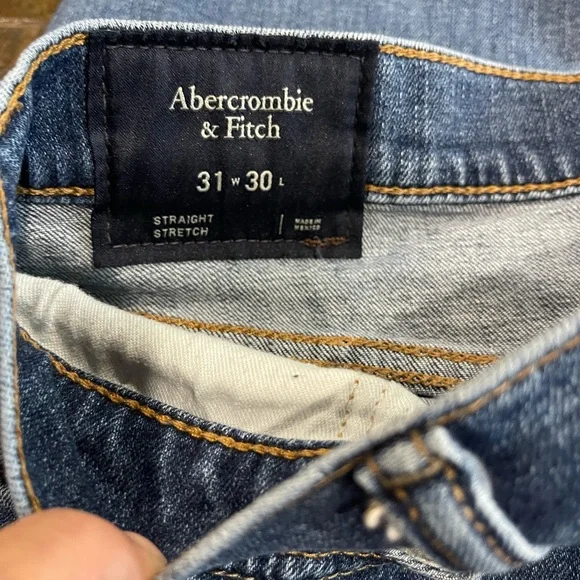 Abercrombie
& Fitch
31 W 30 L
STRAIGHT
STRETCH
MADE IN
MEXICO